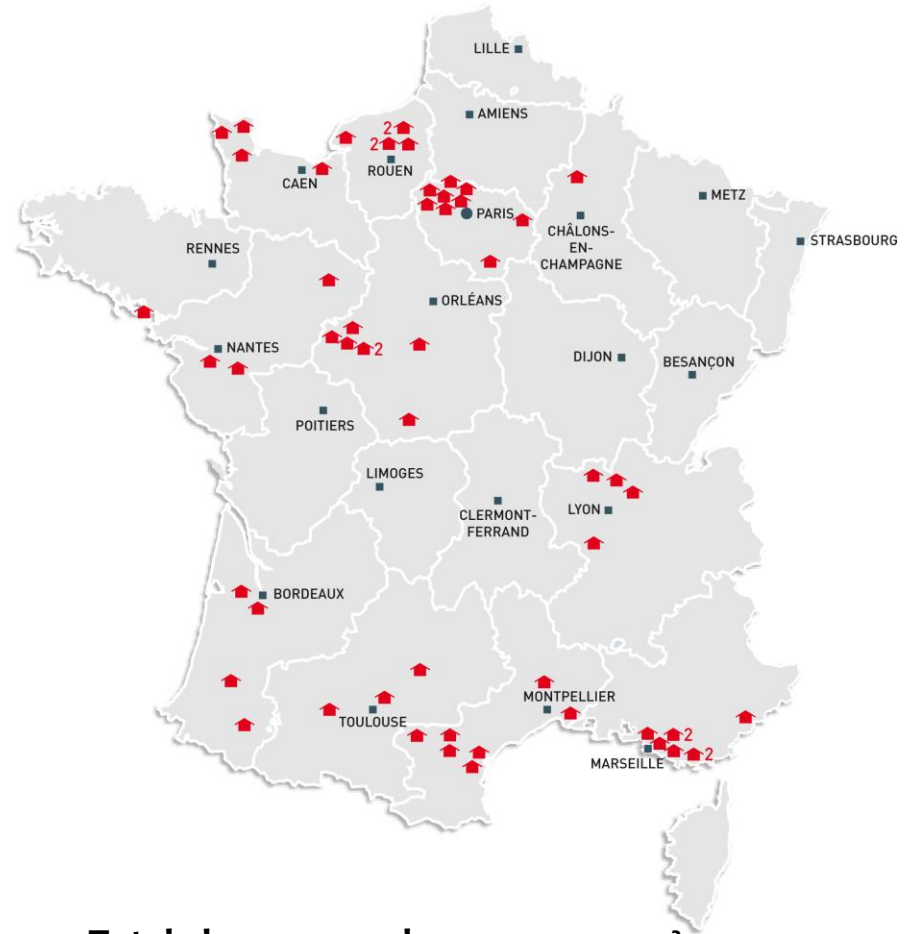 LILLE
AMIENS
2
2
ROUEN
CAEN
METZ
PARIS
CHÂLONS-
EN-
CHAMPAGNE
STRASBOURG
RENNES
ORLÉANS
NANTES
2
DIJON
BESANÇON
POITIERS
LIMOGES
LYON
CLERMONT-
FERRAND
BORDEAUX
MONTPELLIER
TOULOUSE
2
2
MARSEILLE